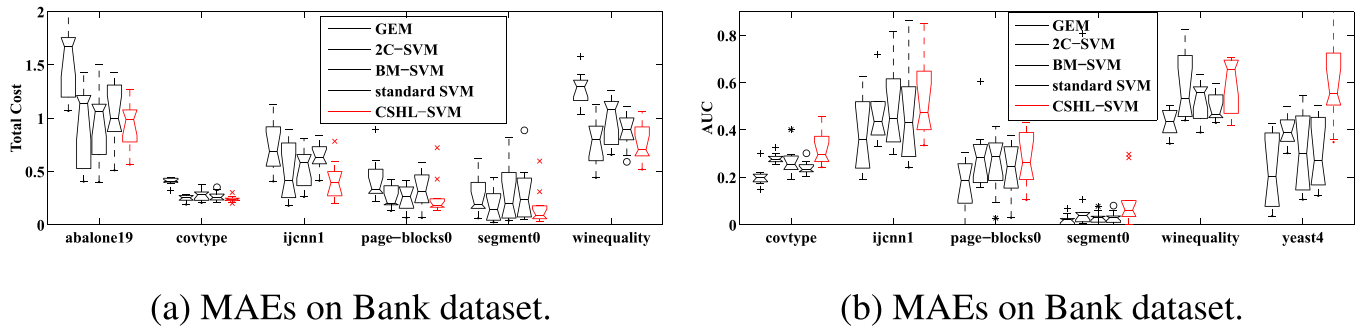 2
1.5
1
0.5
0
Total Cost
GEM
2C−SVM
BM−SVM
standard SVM
CSHL−SVM
abalone19 covtype ijcnn1 page−blocks0 segment0 winequality
(a) MAEs on Bank dataset.
0.8
0.6
0.4
0.2
0
AUC
GEM
2C−SVM
BM−SVM
standard SVM
CSHL−SVM
covtype ijcnn1 page−blocks0 segment0 winequality yeast4
(b) MAEs on Bank dataset.